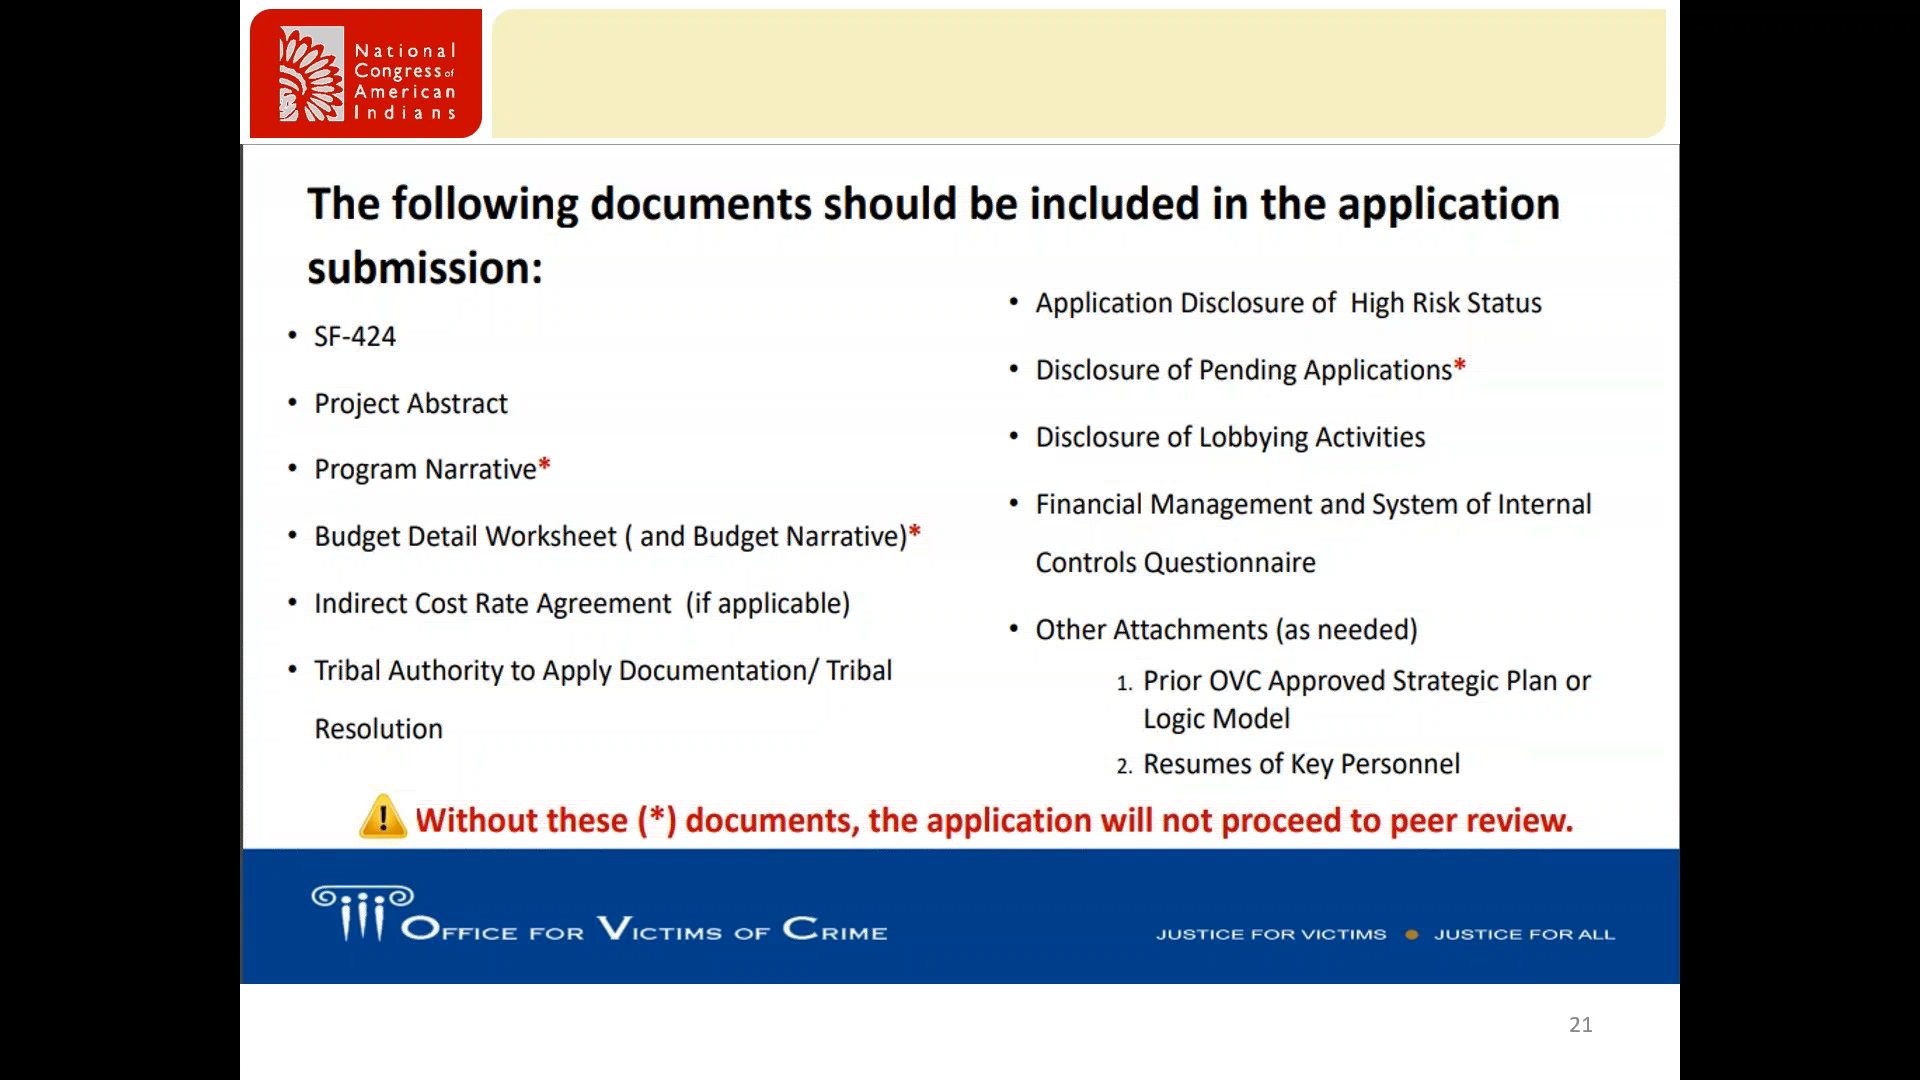 National
Congress of
American
Indians
The following documents should be included in the application
submission:
• SF-424
• Project Abstract
• Program Narrative*
• Budget Detail Worksheet ( and Budget Narrative)*
• Indirect Cost Rate Agreement  (if applicable)
• Tribal Authority to Apply Documentation/ Tribal
Resolution
• Application Disclosure of  High Risk Status
• Disclosure of Pending Applications*
• Disclosure of Lobbying Activities
• Financial Management and System of Internal
Controls Questionnaire
• Other Attachments (as needed)
1. Prior OVC Approved Strategic Plan or
Logic Model
2. Resumes of Key Personnel
! Without these (*) documents, the application will not proceed to peer review.
OFFICE FOR VICTIMS OF CRIME
JUSTICE FOR VICTIMS ● JUSTICE FOR ALL
21